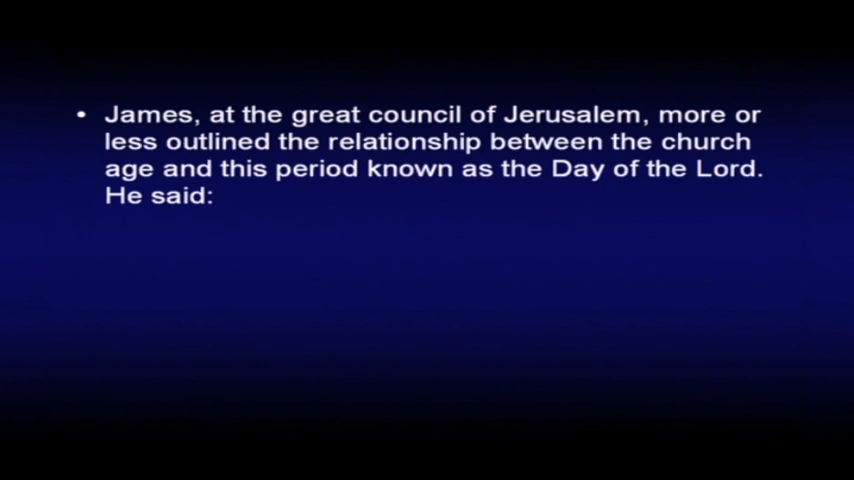 • James, at the great council of Jerusalem, more or
less outlined the relationship between the church
age and this period known as the Day of the Lord.
He said: